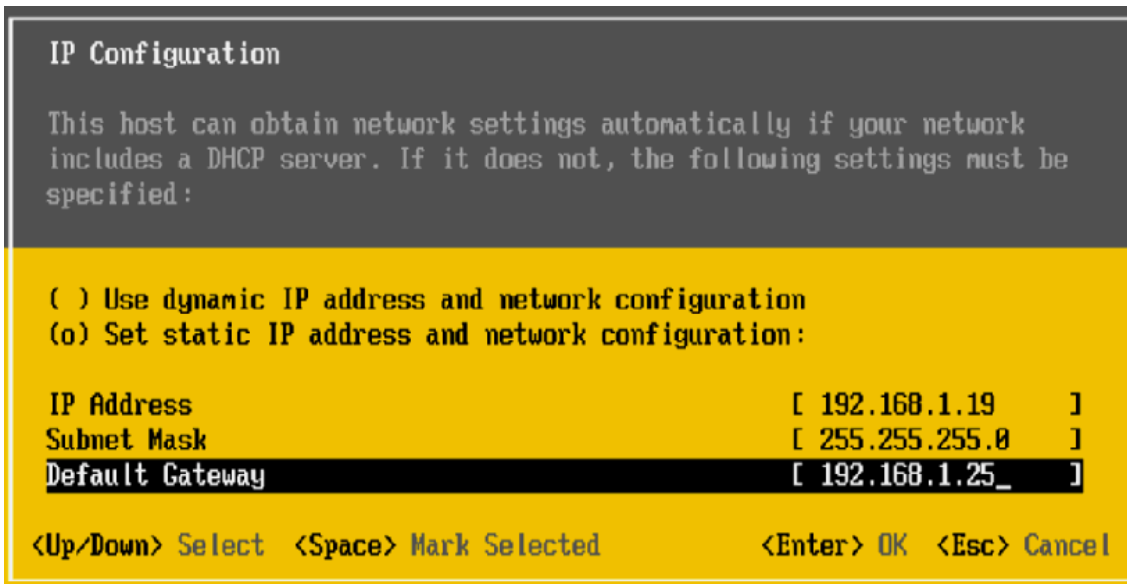 IP Configuration
This host can obtain network settings automatically if your network
includes a DHCP server. If it does not, the following settings must be
specified:
( ) Use dynamic IP address and network configuration
(o) Set static IP address and network configuration:
IP Address [ 192.168.1.19 ]
Subnet Mask [ 255.255.255.0 ]
Default Gateway [ 192.168.1.25_ ]
<Up/Down> Select <Space> Mark Selected <Enter> OK <Esc> Cancel